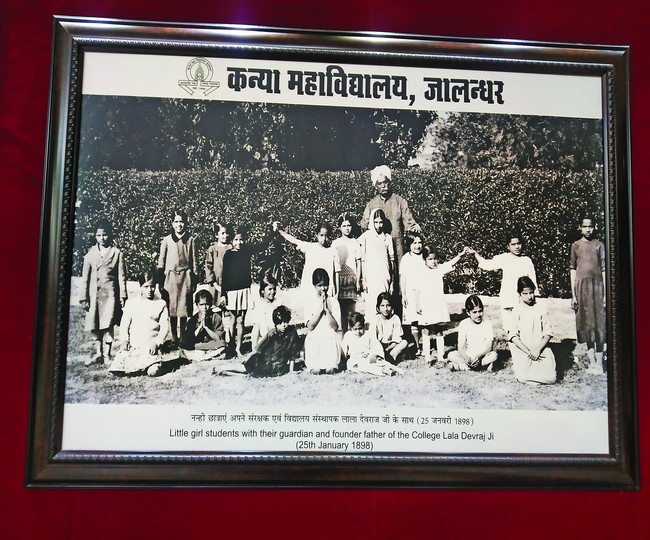 कन्या महाविद्यालय, जालन्धर
नन्ही छात्राएं अपने संरक्षक एवं विद्यालय संस्थापक लाला देवराज जी के साथ (25 जनवरी 1898)
Little girl students with their guardian and founder father of the College Lala Devraj Ji
(25th January 1898)